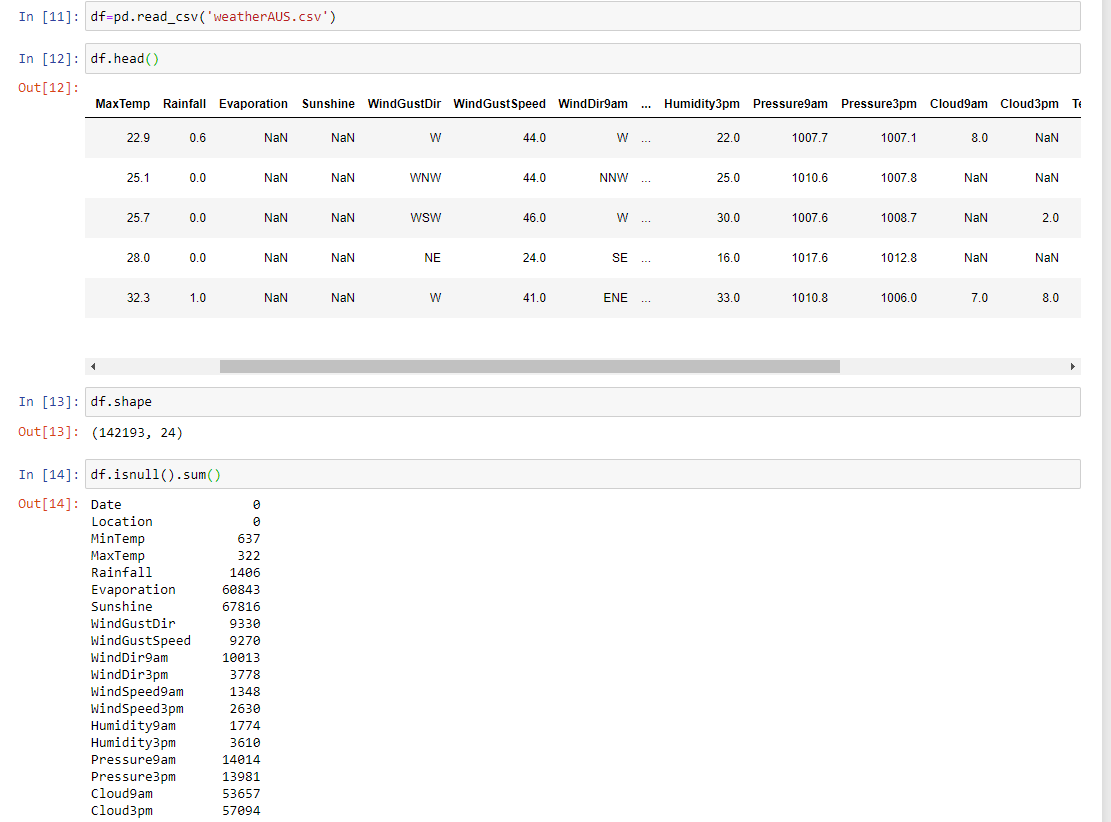 In [11]: df=pd.read_csv('weatherAUS.csv')
In [12]: df.head()
Out[12]:
MaxTemp Rainfall Evaporation Sunshine WindGustDir WindGustSpeed WindDir9am ... Humidity3pm Pressure9am Pressure3pm Cloud9am Cloud3pm
22.9 0.6 NaN NaN W 44.0 W ... 22.0 1007.7 1007.1 8.0 NaN
25.1 0.0 NaN NaN WNW 44.0 NNW ... 25.0 1010.6 1007.8 NaN NaN
25.7 0.0 NaN NaN WSW 46.0 W ... 30.0 1007.6 1008.7 NaN 2.0
28.0 0.0 NaN NaN NE 24.0 SE ... 16.0 1017.6 1012.8 NaN NaN
32.3 1.0 NaN NaN W 41.0 ENE ... 33.0 1010.8 1006.0 7.0 8.0
In [13]: df.shape
Out[13]: (142193, 24)
In [14]: df.isnull().sum()
Out[14]: Date 0
Location 0
MinTemp 637
MaxTemp 322
Rainfall 1406
Evaporation 60843
Sunshine 67816
WindGustDir 9330
WindGustSpeed 9270
WindDir9am 10013
WindDir3pm 3778
WindSpeed9am 1348
WindSpeed3pm 2630
Humidity9am 1774
Humidity3pm 3610
Pressure9am 14014
Pressure3pm 13981
Cloud9am 53657
Cloud3pm 57094